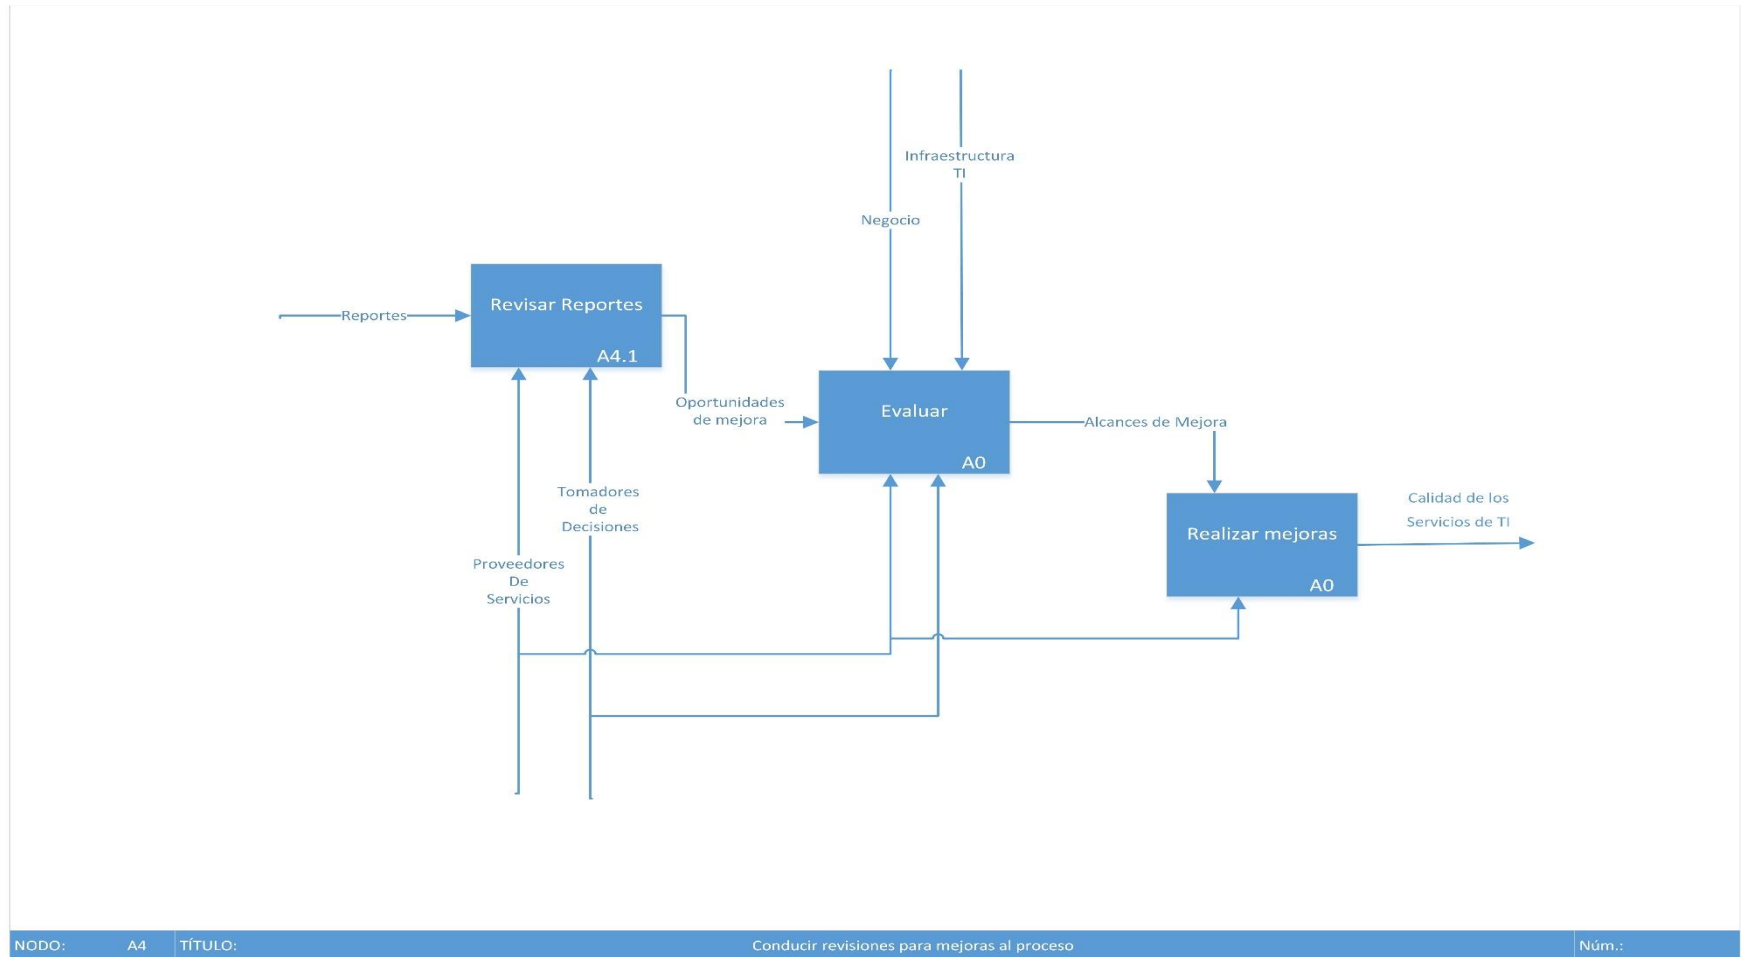 Infraestructura
TI
Negocio
Revisar Reportes
A4.1
Reportes
Oportunidades
de mejora
Evaluar
A0
Alcances de Mejora
Tomadores
de
Decisiones
Proveedores
De
Servicios
Calidad de los
Servicios de TI
Realizar mejoras
A0
NODO: A4 TÍTULO: Conducir revisiones para mejoras al proceso Núm.: